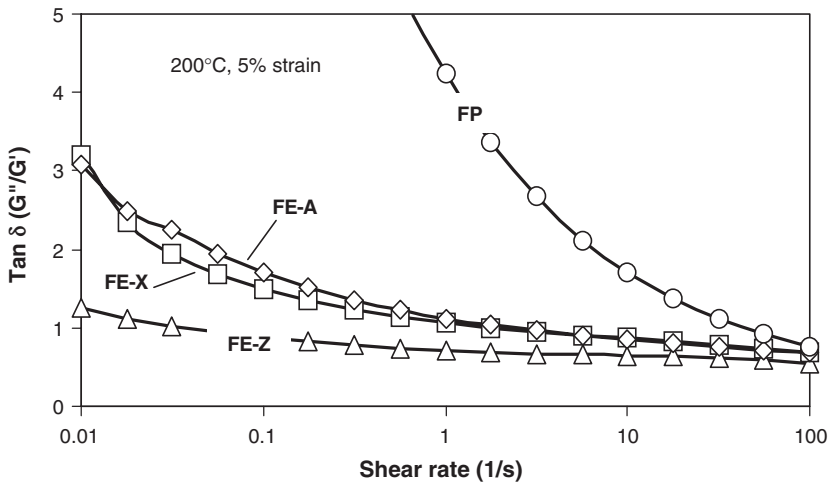 5
200°C, 5% strain
4
FP
3
Tan δ (G"/G')
FE-A
2
FE-X
1
FE-Z
0
0.01 0.1 1 10 100
Shear rate (1/s)